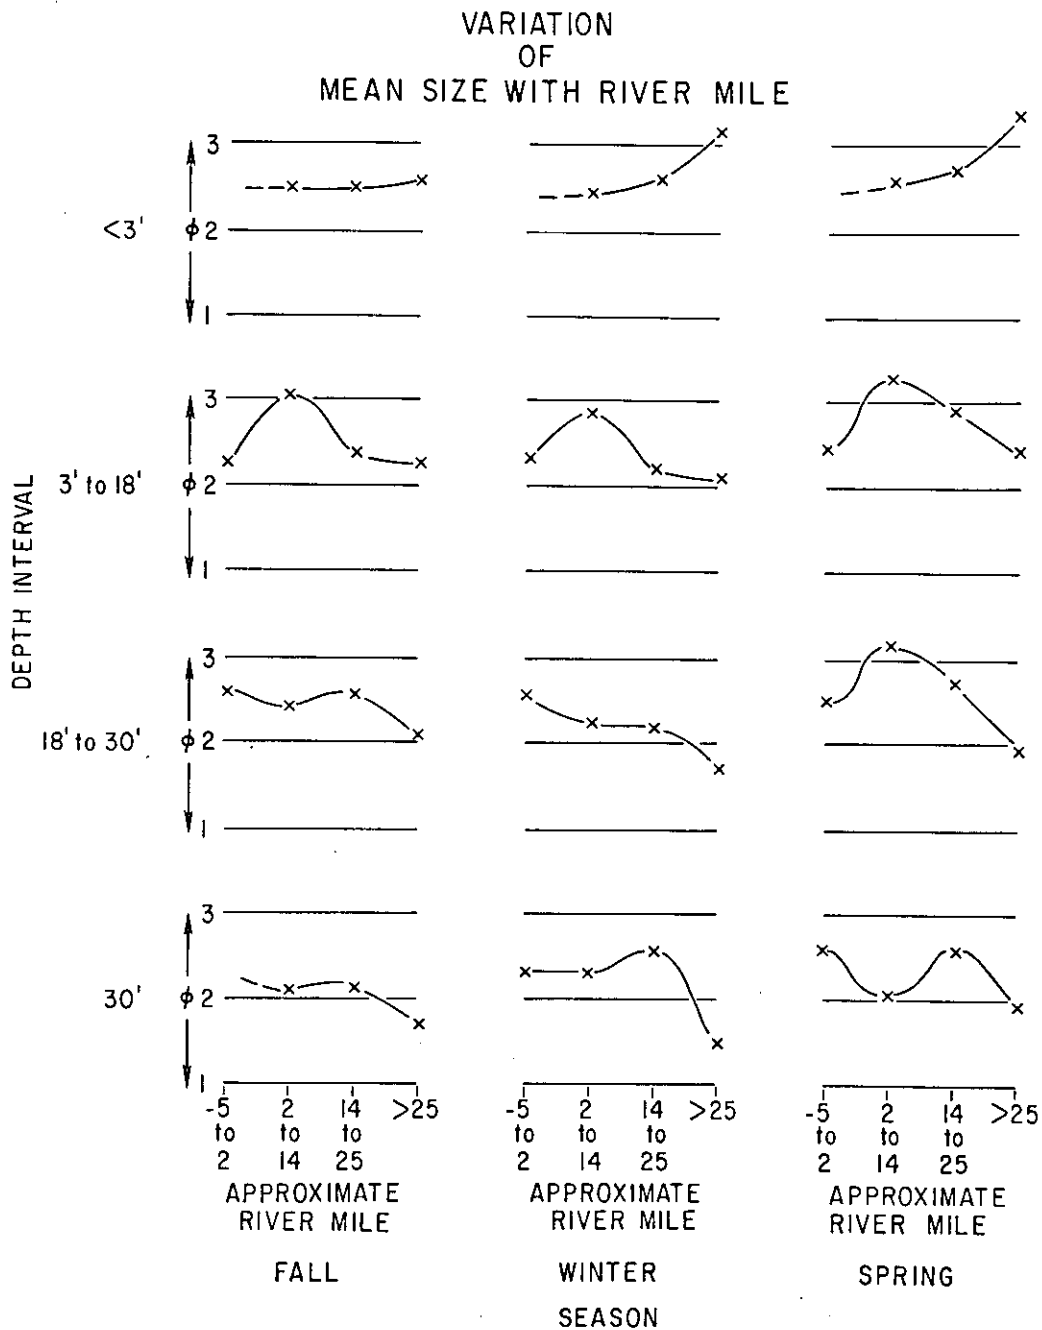 VARIATION
OF
MEAN SIZE WITH RIVER MILE
DEPTH INTERVAL
<3'
3
ϕ 2
1
3' to 18'
3
ϕ 2
1
18' to 30'
3
ϕ 2
1
30'
3
ϕ 2
1
-5 to 2
2 to 14
14 to 25
>25
-5 to 2
2 to 14
14 to 25
>25
-5 to 2
2 to 14
14 to 25
>25
APPROXIMATE
RIVER MILE
APPROXIMATE
RIVER MILE
APPROXIMATE
RIVER MILE
FALL
WINTER
SPRING
SEASON